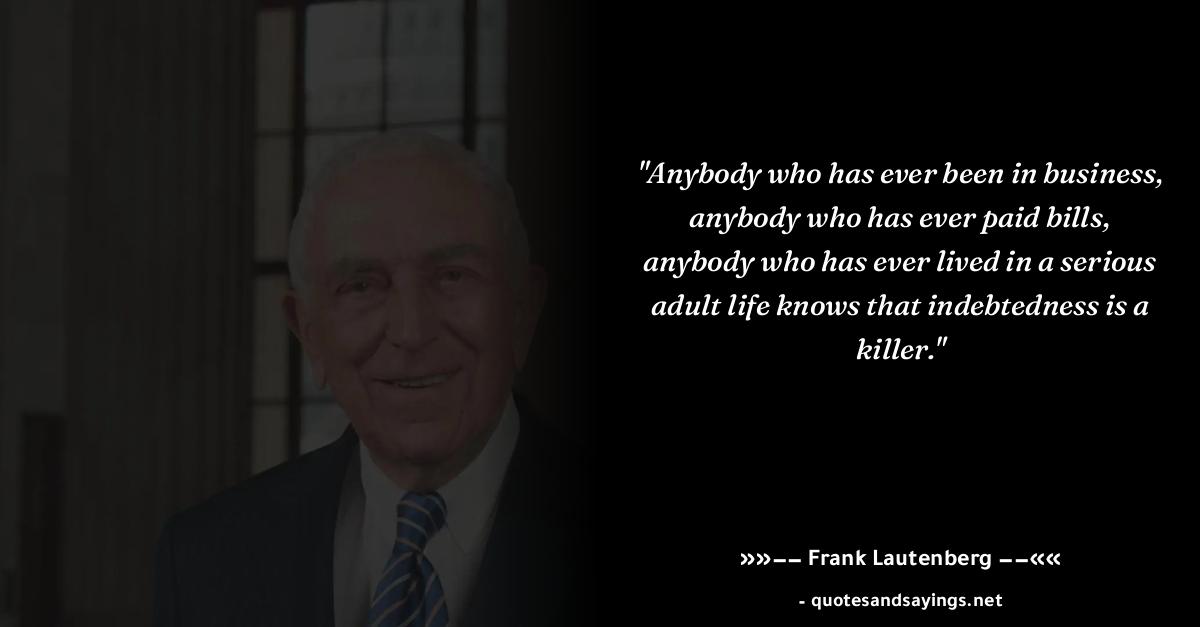 "Anybody who has ever been in business,
anybody who has ever paid bills,
anybody who has ever lived in a serious
adult life knows that indebtedness is a
killer."
»»−− Frank Lautenberg −−««
- quotesandsayings.net